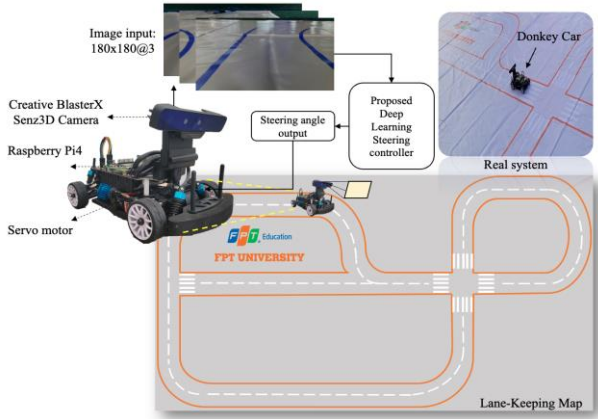 Image input:
180x180@3
Donkey Car
Creative BlasterX
Senz3D Camera
Steering angle
output
Proposed
Deep
Learning
Steering
controller
Raspberry Pi4
Real system
Servo motor
FPT Education
FPT UNIVERSITY
Lane-Keeping Map